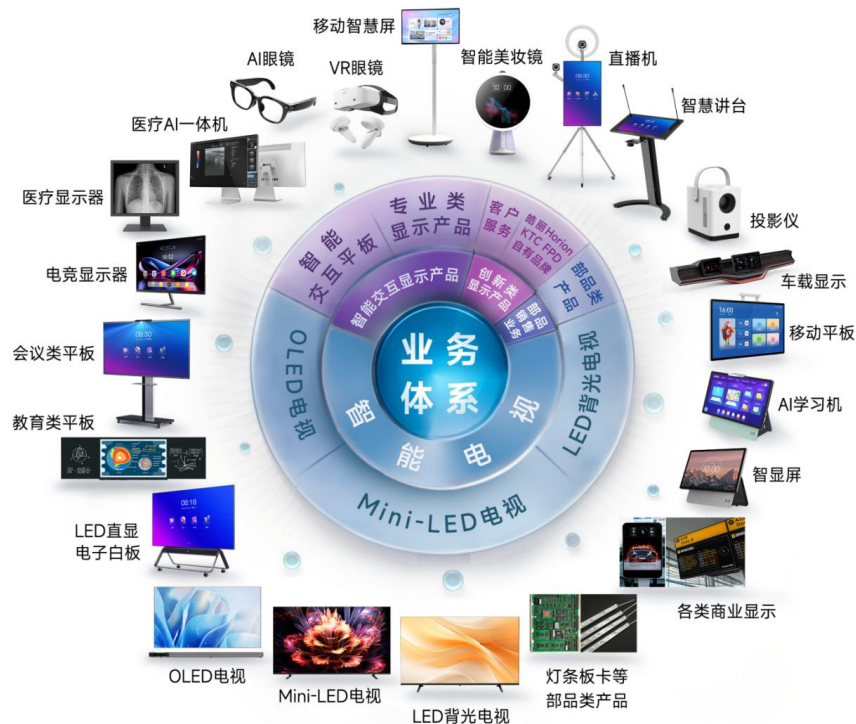 移动智慧屏
AI眼镜
VR眼镜
智能美妆镜
直播机
智慧讲台
医疗AI一体机
医疗显示器
投影仪
电竞显示器
车载显示
会议类平板
移动平板
教育类平板
AI学习机
智显屏
LED直显
电子白板
各类商业显示
OLED电视
Mini-LED电视
LED背光电视
灯条板卡等
部品类产品
业务
体系
智能交互显示产品
创新类
显示产品
部品
销售
业务
智能电视
智能
交互平板
专业类
显示产品
客户
服务
皓丽Horion
KTC FPD
自有品牌
部品类
产品
OLED电视
Mini-LED电视
LED背光电视
08:30
16:00
10:00
08:18